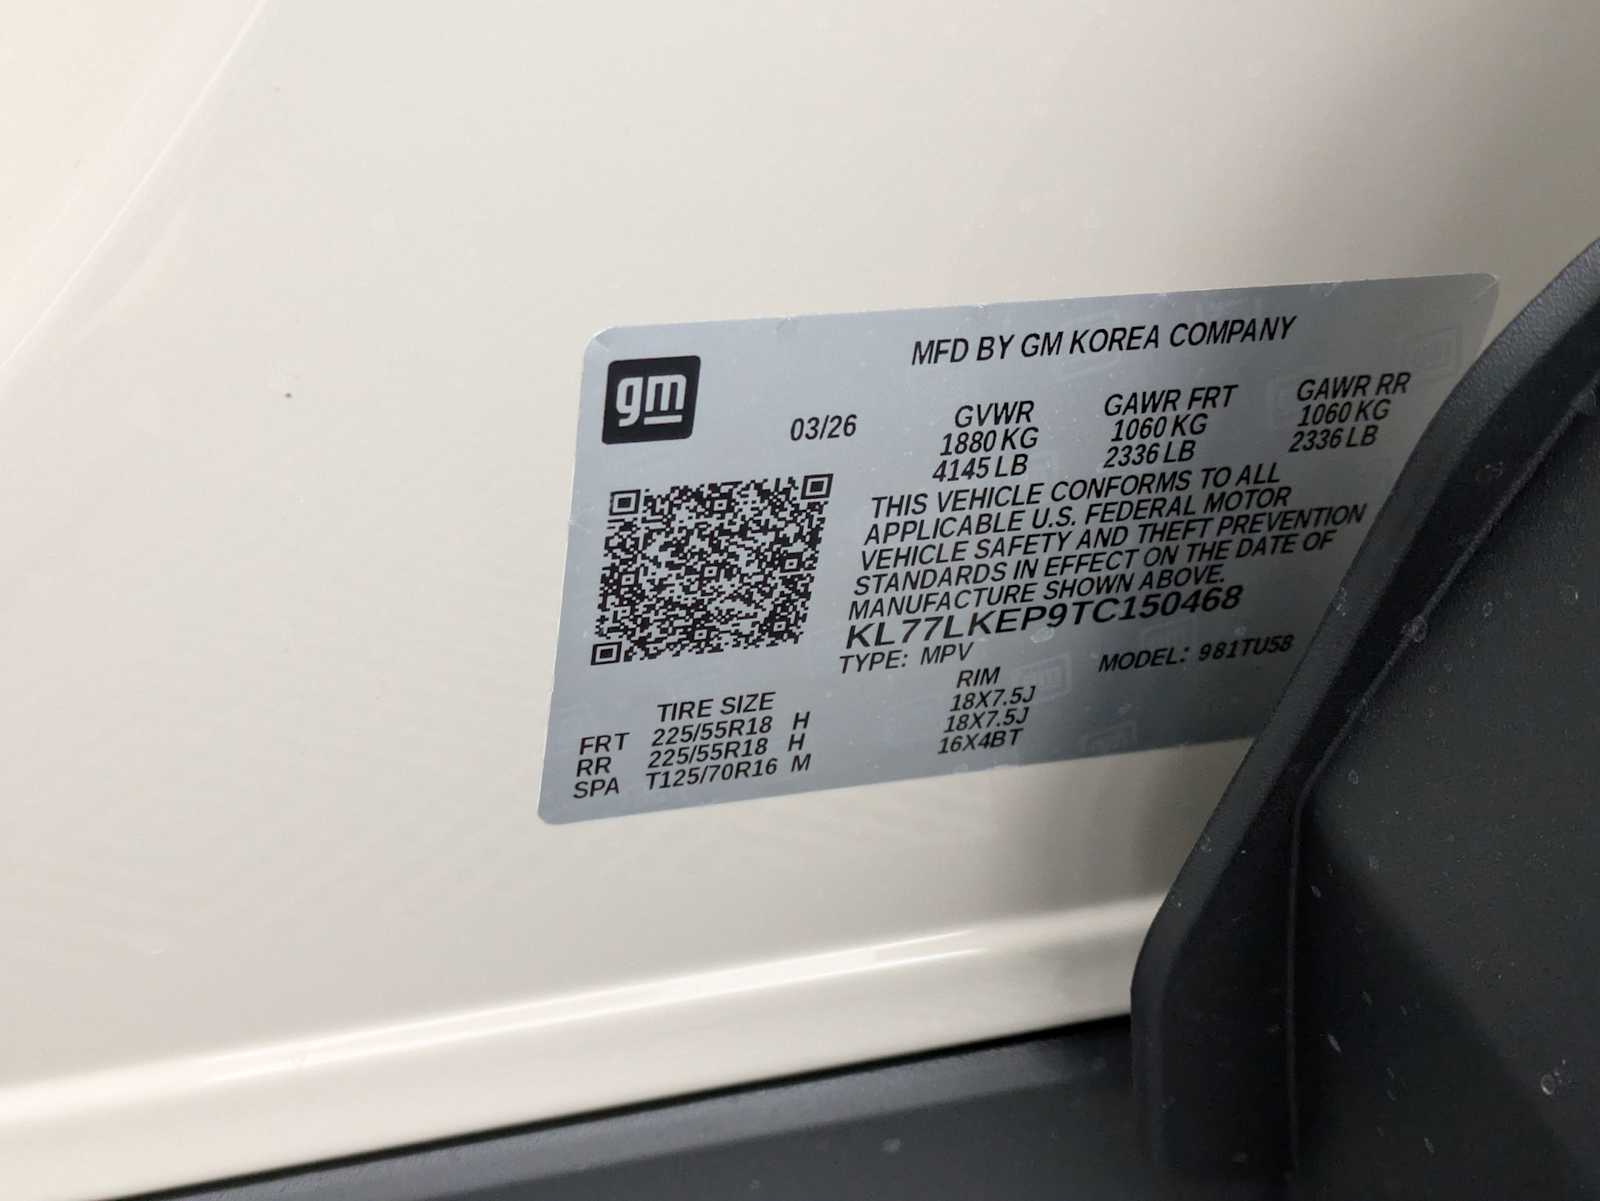 gm
MFD BY GM KOREA COMPANY
03/26
GVWR GAWR FRT GAWR RR
1880 KG 1060 KG 1060 KG
4145 LB 2336 LB 2336 LB
THIS VEHICLE CONFORMS TO ALL
APPLICABLE U.S. FEDERAL MOTOR
VEHICLE SAFETY AND THEFT PREVENTION
STANDARDS IN EFFECT ON THE DATE OF
MANUFACTURE SHOWN ABOVE.
KL77LKEP9TC150468
TYPE: MPV MODEL: 981TU58
TIRE SIZE RIM
FRT 225/55R18 H 18X7.5J
RR 225/55R18 H 18X7.5J
SPA T125/70R16 M 16X4BT